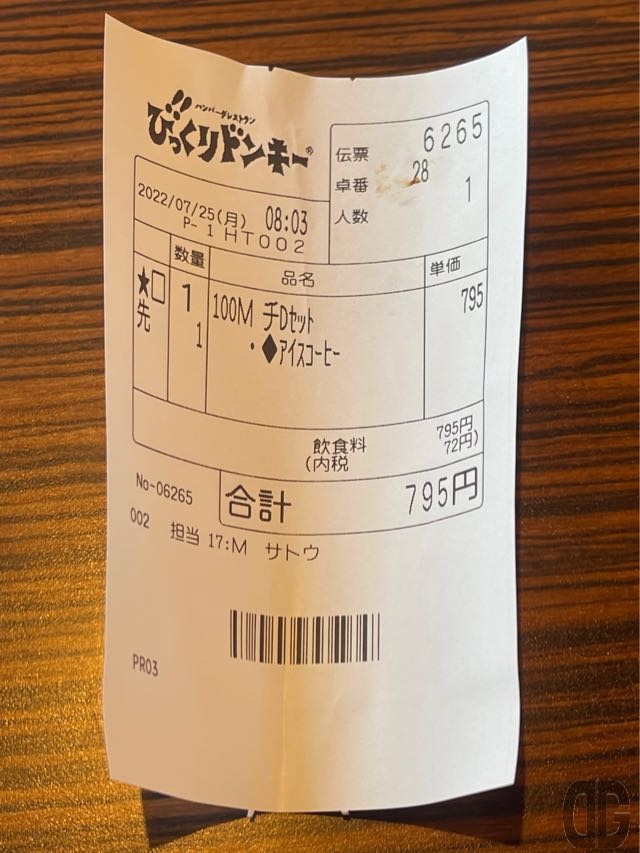 ハンバーグレストラン
びっくりドンキー®
伝票 6265
卓番 28
人数 1
2022/07/25(月) 08:03
P-1HT002
数量 品名 単価
★□ 1 100M チDセット 795
先 1 ・◆アイスコーヒー
飲食料 795円
(内税 72円)
合計 795円
No-06265
002 担当 17:M サトウ
PR03
DG